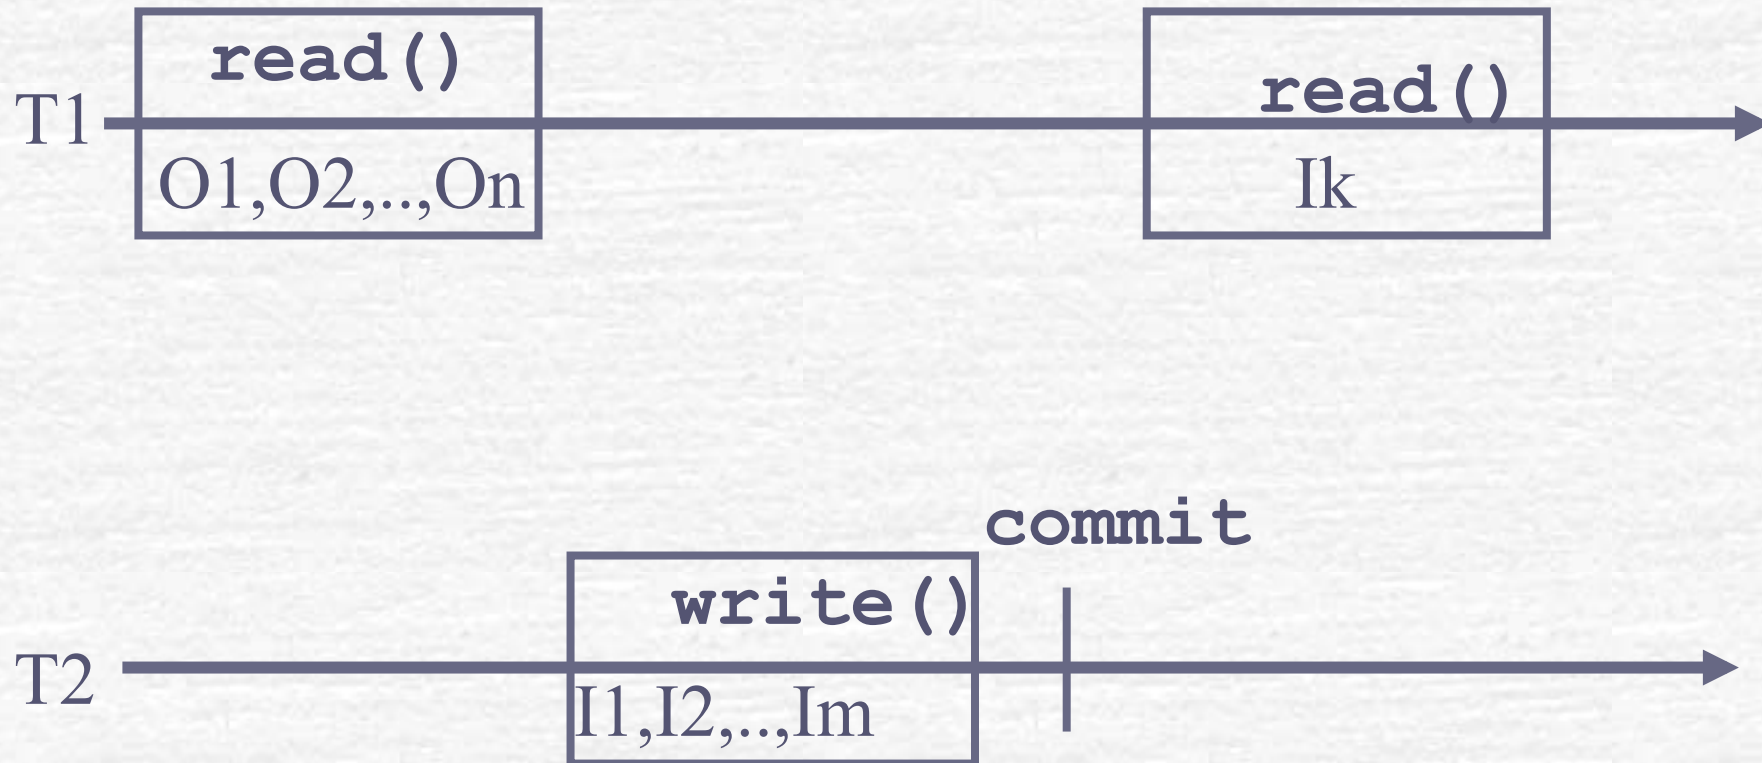 read()
read()
T1
O1,O2,..,On
Ik
commit
write()
T2
I1,I2,..,Im